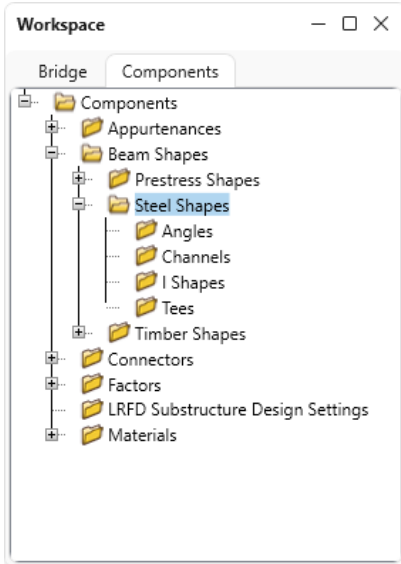 Workspace
Bridge Components
Components
Appurtenances
Beam Shapes
Prestress Shapes
Steel Shapes
Angles
Channels
I Shapes
Tees
Timber Shapes
Connectors
Factors
LRFD Substructure Design Settings
Materials